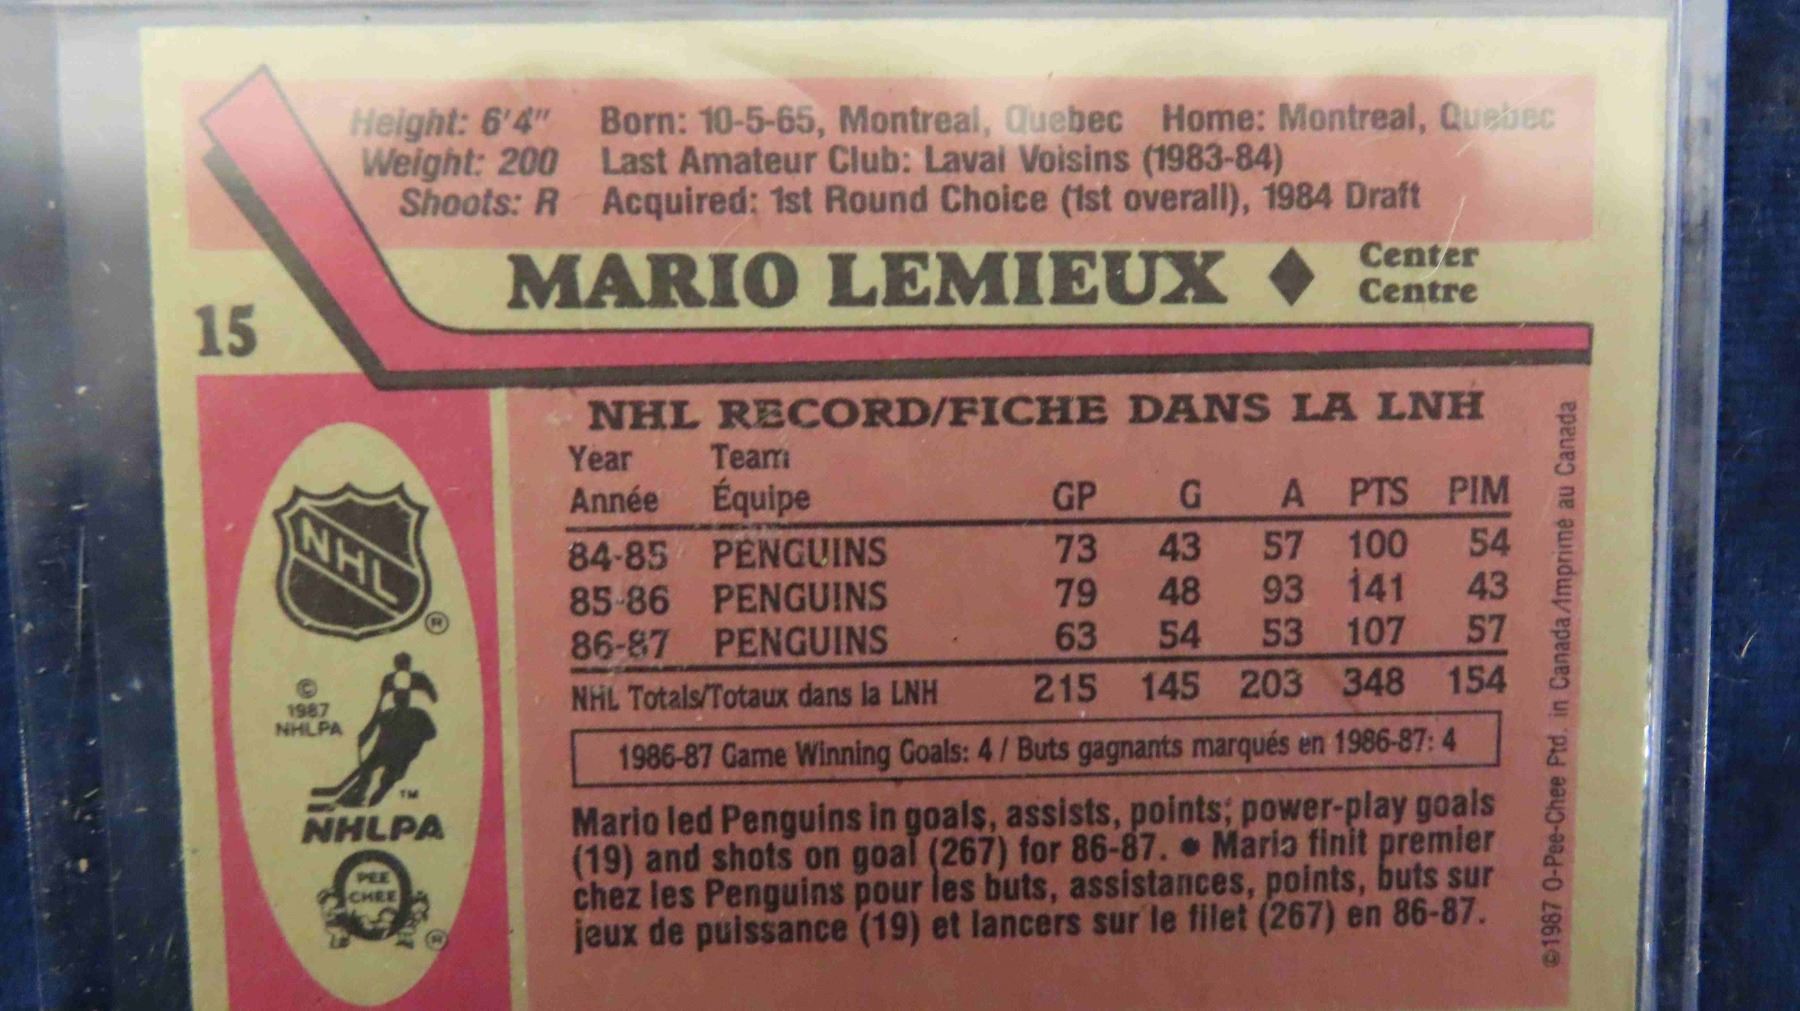 Height: 6'4" Born: 10-5-65, Montreal, Quebec Home: Montreal, Quebec
Weight: 200 Last Amateur Club: Laval Voisins (1983-84)
Shoots: R Acquired: 1st Round Choice (1st overall), 1984 Draft
MARIO LEMIEUX ♦ Center
Centre
15
NHL RECORD/FICHE DANS LA LNH
Year Team
Année Équipe GP G A PTS PIM
84-85 PENGUINS 73 43 57 100 54
85-86 PENGUINS 79 48 93 141 43
86-87 PENGUINS 63 54 53 107 57
NHL Totals/Totaux dans la LNH 215 145 203 348 154
1986-87 Game Winning Goals: 4 / Buts gagnants marqués en 1986-87: 4
Mario led Penguins in goals, assists, points; power-play goals
(19) and shots on goal (267) for 86-87. • Mario finit premier
chez les Penguins pour les buts, assistances, points, buts sur
jeux de puissance (19) et lancers sur le filet (267) en 86-87.
NHL ®
©
1987
NHLPA
TM
NHLPA
PEE
CHEE
®
©1987 O-Pee-Chee Ptd. in Canada/Imprimé au Canada